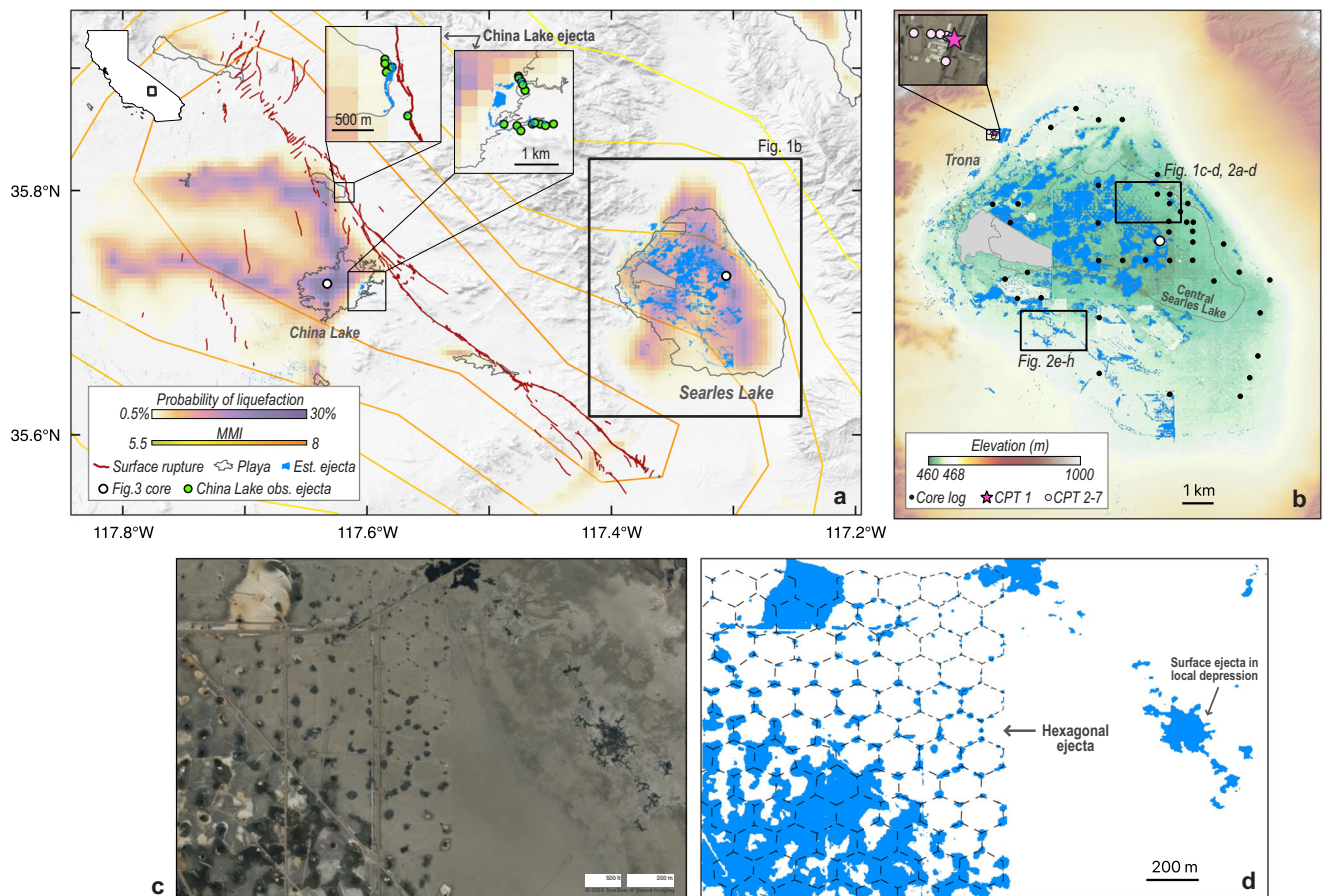 China Lake ejecta
500 m
1 km
Fig. 1b
35.8°N
35.6°N
China Lake
Searles Lake
Probability of liquefaction
0.5%
30%
MMI
5.5
8
Surface rupture
Playa
Est. ejecta
Fig.3 core
China Lake obs. ejecta
a
117.8°W
117.6°W
117.4°W
117.2°W
Trona
Fig. 1c-d, 2a-d
Central
Searles Lake
Fig. 2e-h
Elevation (m)
460
468
1000
Core log
CPT 1
CPT 2-7
1 km
b
500 ft
200 m
c
Surface ejecta in
local depression
Hexagonal
ejecta
200 m
d